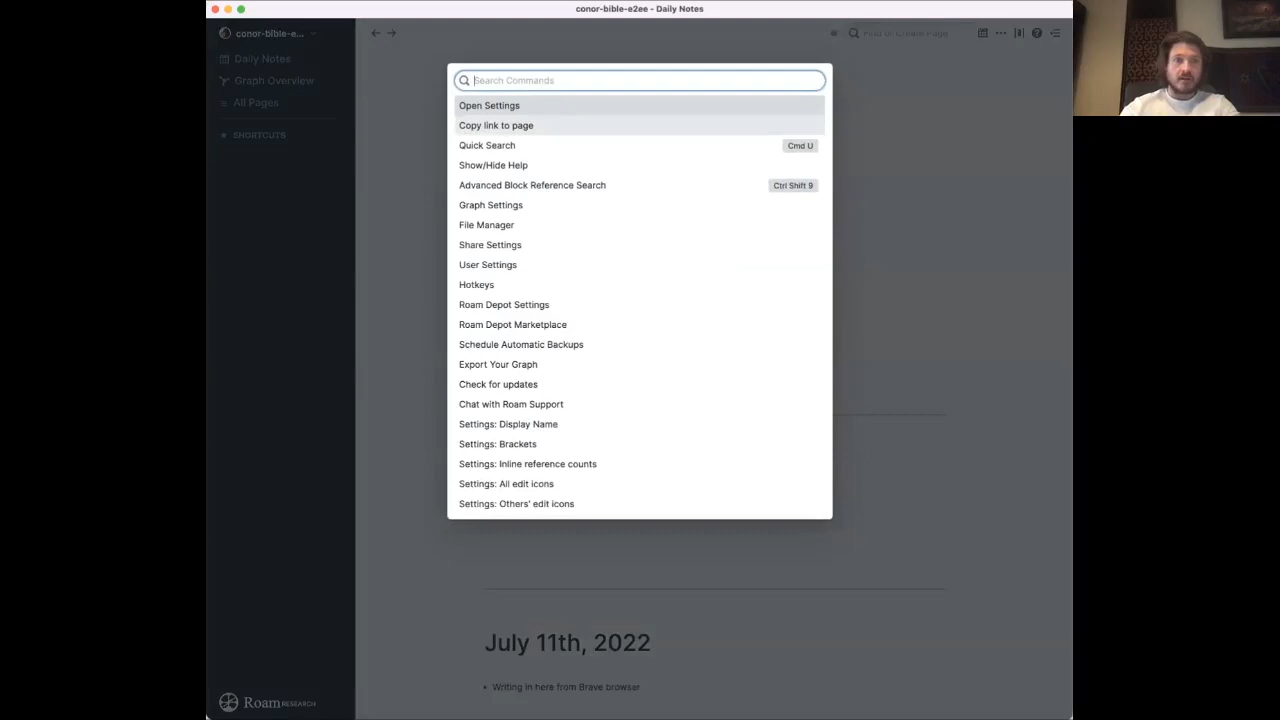 conor-bible-e2ee - Daily Notes
conor-bible-e...
Find or Create Page
Daily Notes
Graph Overview
All Pages
SHORTCUTS
Search Commands
Open Settings
Copy link to page
Quick Search Cmd U
Show/Hide Help
Advanced Block Reference Search Ctrl Shift 9
Graph Settings
File Manager
Share Settings
User Settings
Hotkeys
Roam Depot Settings
Roam Depot Marketplace
Schedule Automatic Backups
Export Your Graph
Check for updates
Chat with Roam Support
Settings: Display Name
Settings: Brackets
Settings: Inline reference counts
Settings: All edit icons
Settings: Others' edit icons
July 11th, 2022
Writing in here from Brave browser
Roam RESEARCH